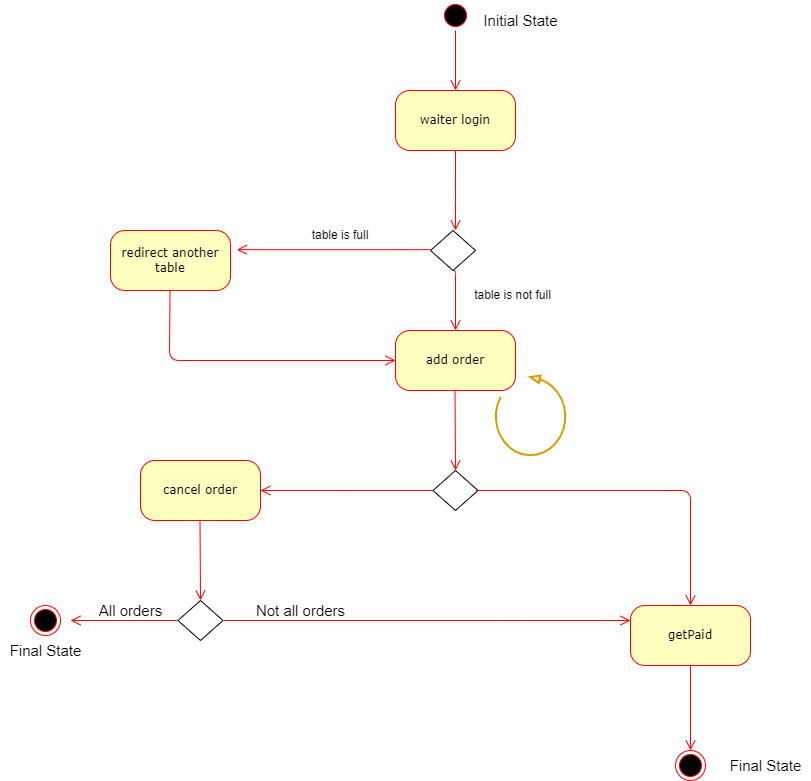 Initial State
waiter login
table is full
redirect another
table
table is not full
add order
cancel order
All orders
Not all orders
Final State
getPaid
Final State